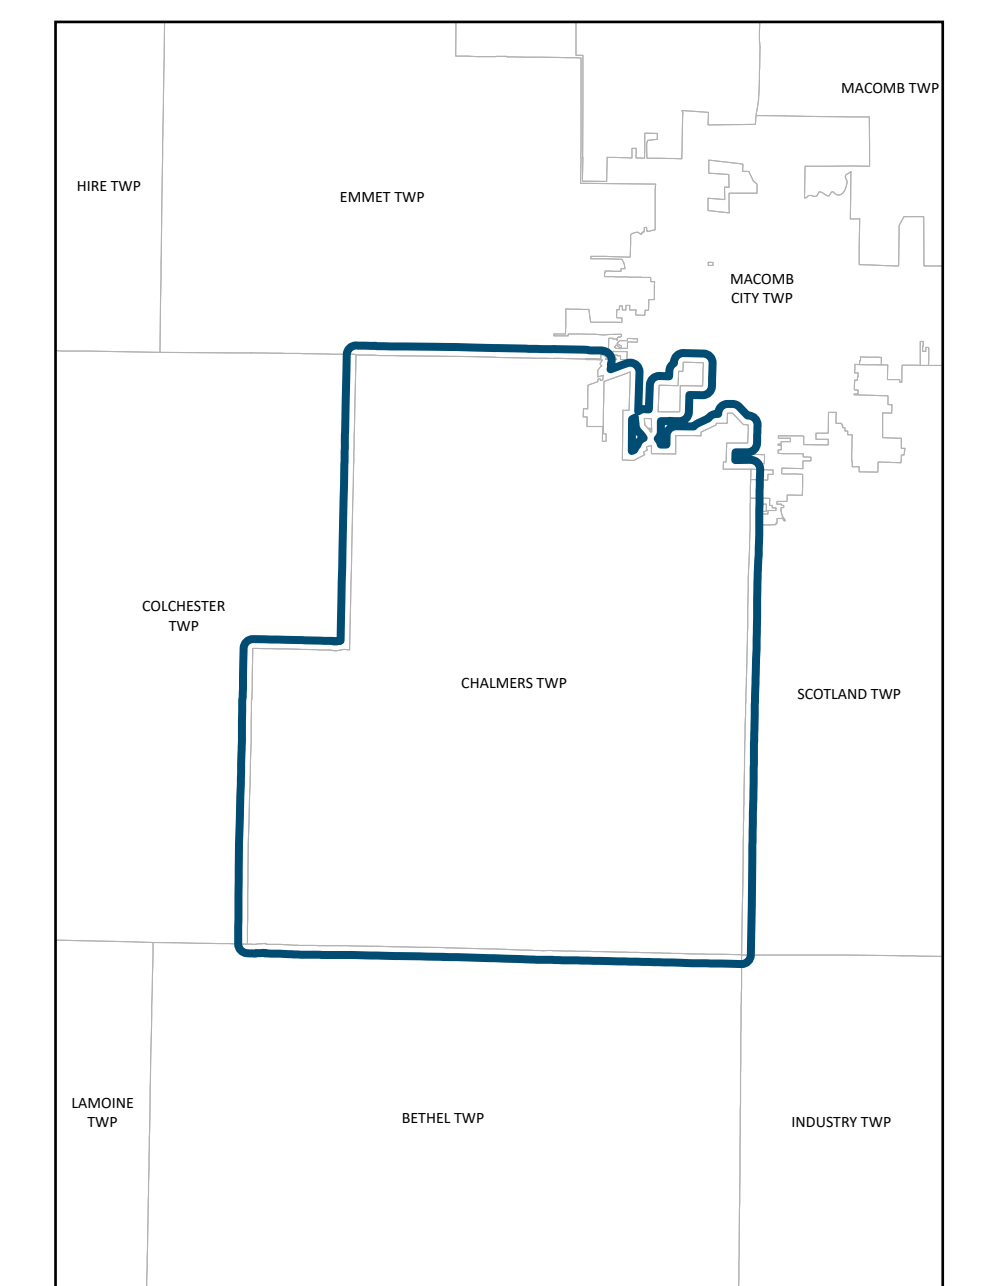 MACOMB TWP
HIRE TWP
EMMET TWP
MACOMB
CITY TWP
COLCHESTER
TWP
CHALMERS TWP
SCOTLAND TWP
LAMOINE
TWP
BETHEL TWP
INDUSTRY TWP